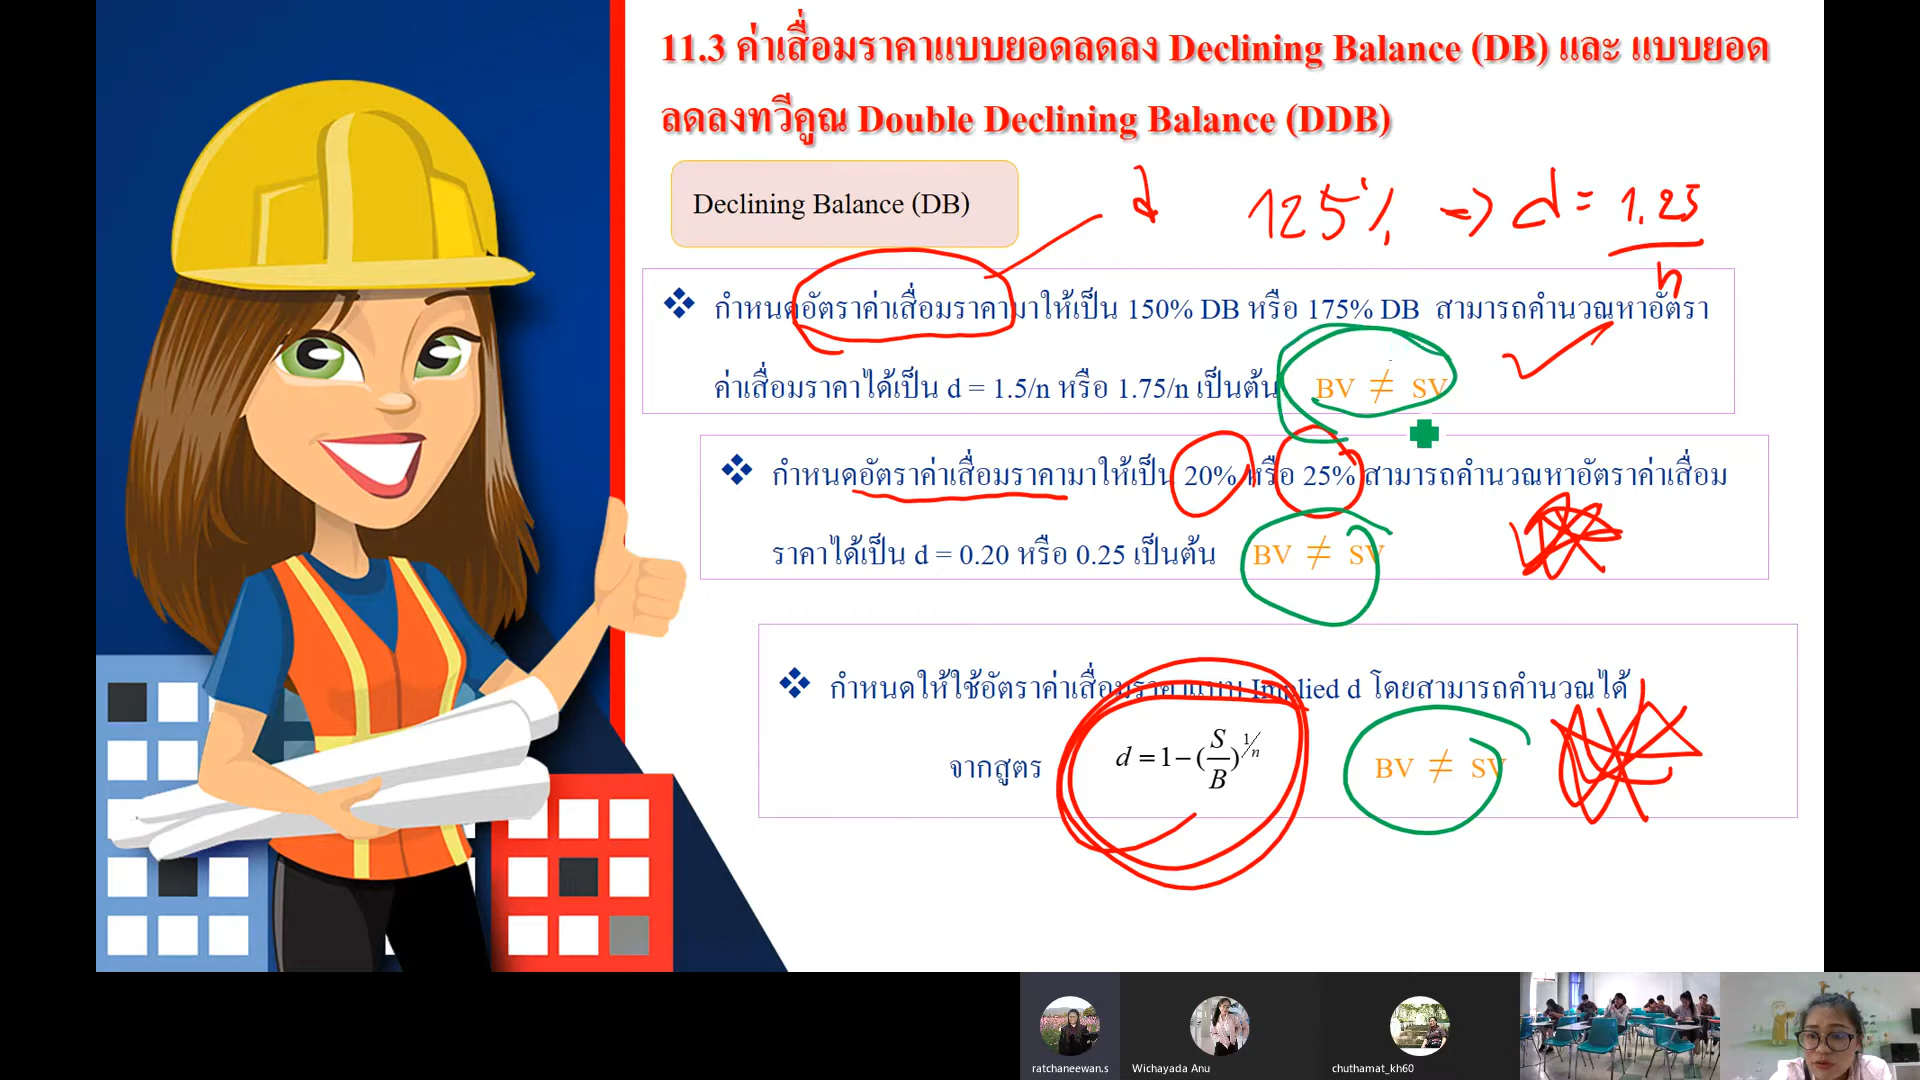 11.3 ค่าเสื่อมราคาแบบยอดลดลง Declining Balance (DB) และ แบบยอด
ลดลงทวีคูณ Double Declining Balance (DDB)
Declining Balance (DB)
d 125% => d = 1.25
n
กำหนดอัตราค่าเสื่อมราคามาให้เป็น 150% DB หรือ 175% DB สามารถคำนวณหาอัตรา
ค่าเสื่อมราคาได้เป็น d = 1.5/n หรือ 1.75/n เป็นต้น BV ≠ SV
กำหนดอัตราค่าเสื่อมราคามาให้เป็น 20% หรือ 25% สามารถคำนวณหาอัตราค่าเสื่อม
ราคาได้เป็น d = 0.20 หรือ 0.25 เป็นต้น BV ≠ SV
กำหนดให้ใช้อัตราค่าเสื่อมราคาแบบ Implied d โดยสามารถคำนวณได้
จากสูตร d = 1 − (S/B)^1/n BV ≠ SV
ratchaneewan.s Wichayada Anu chuthamat_kh60